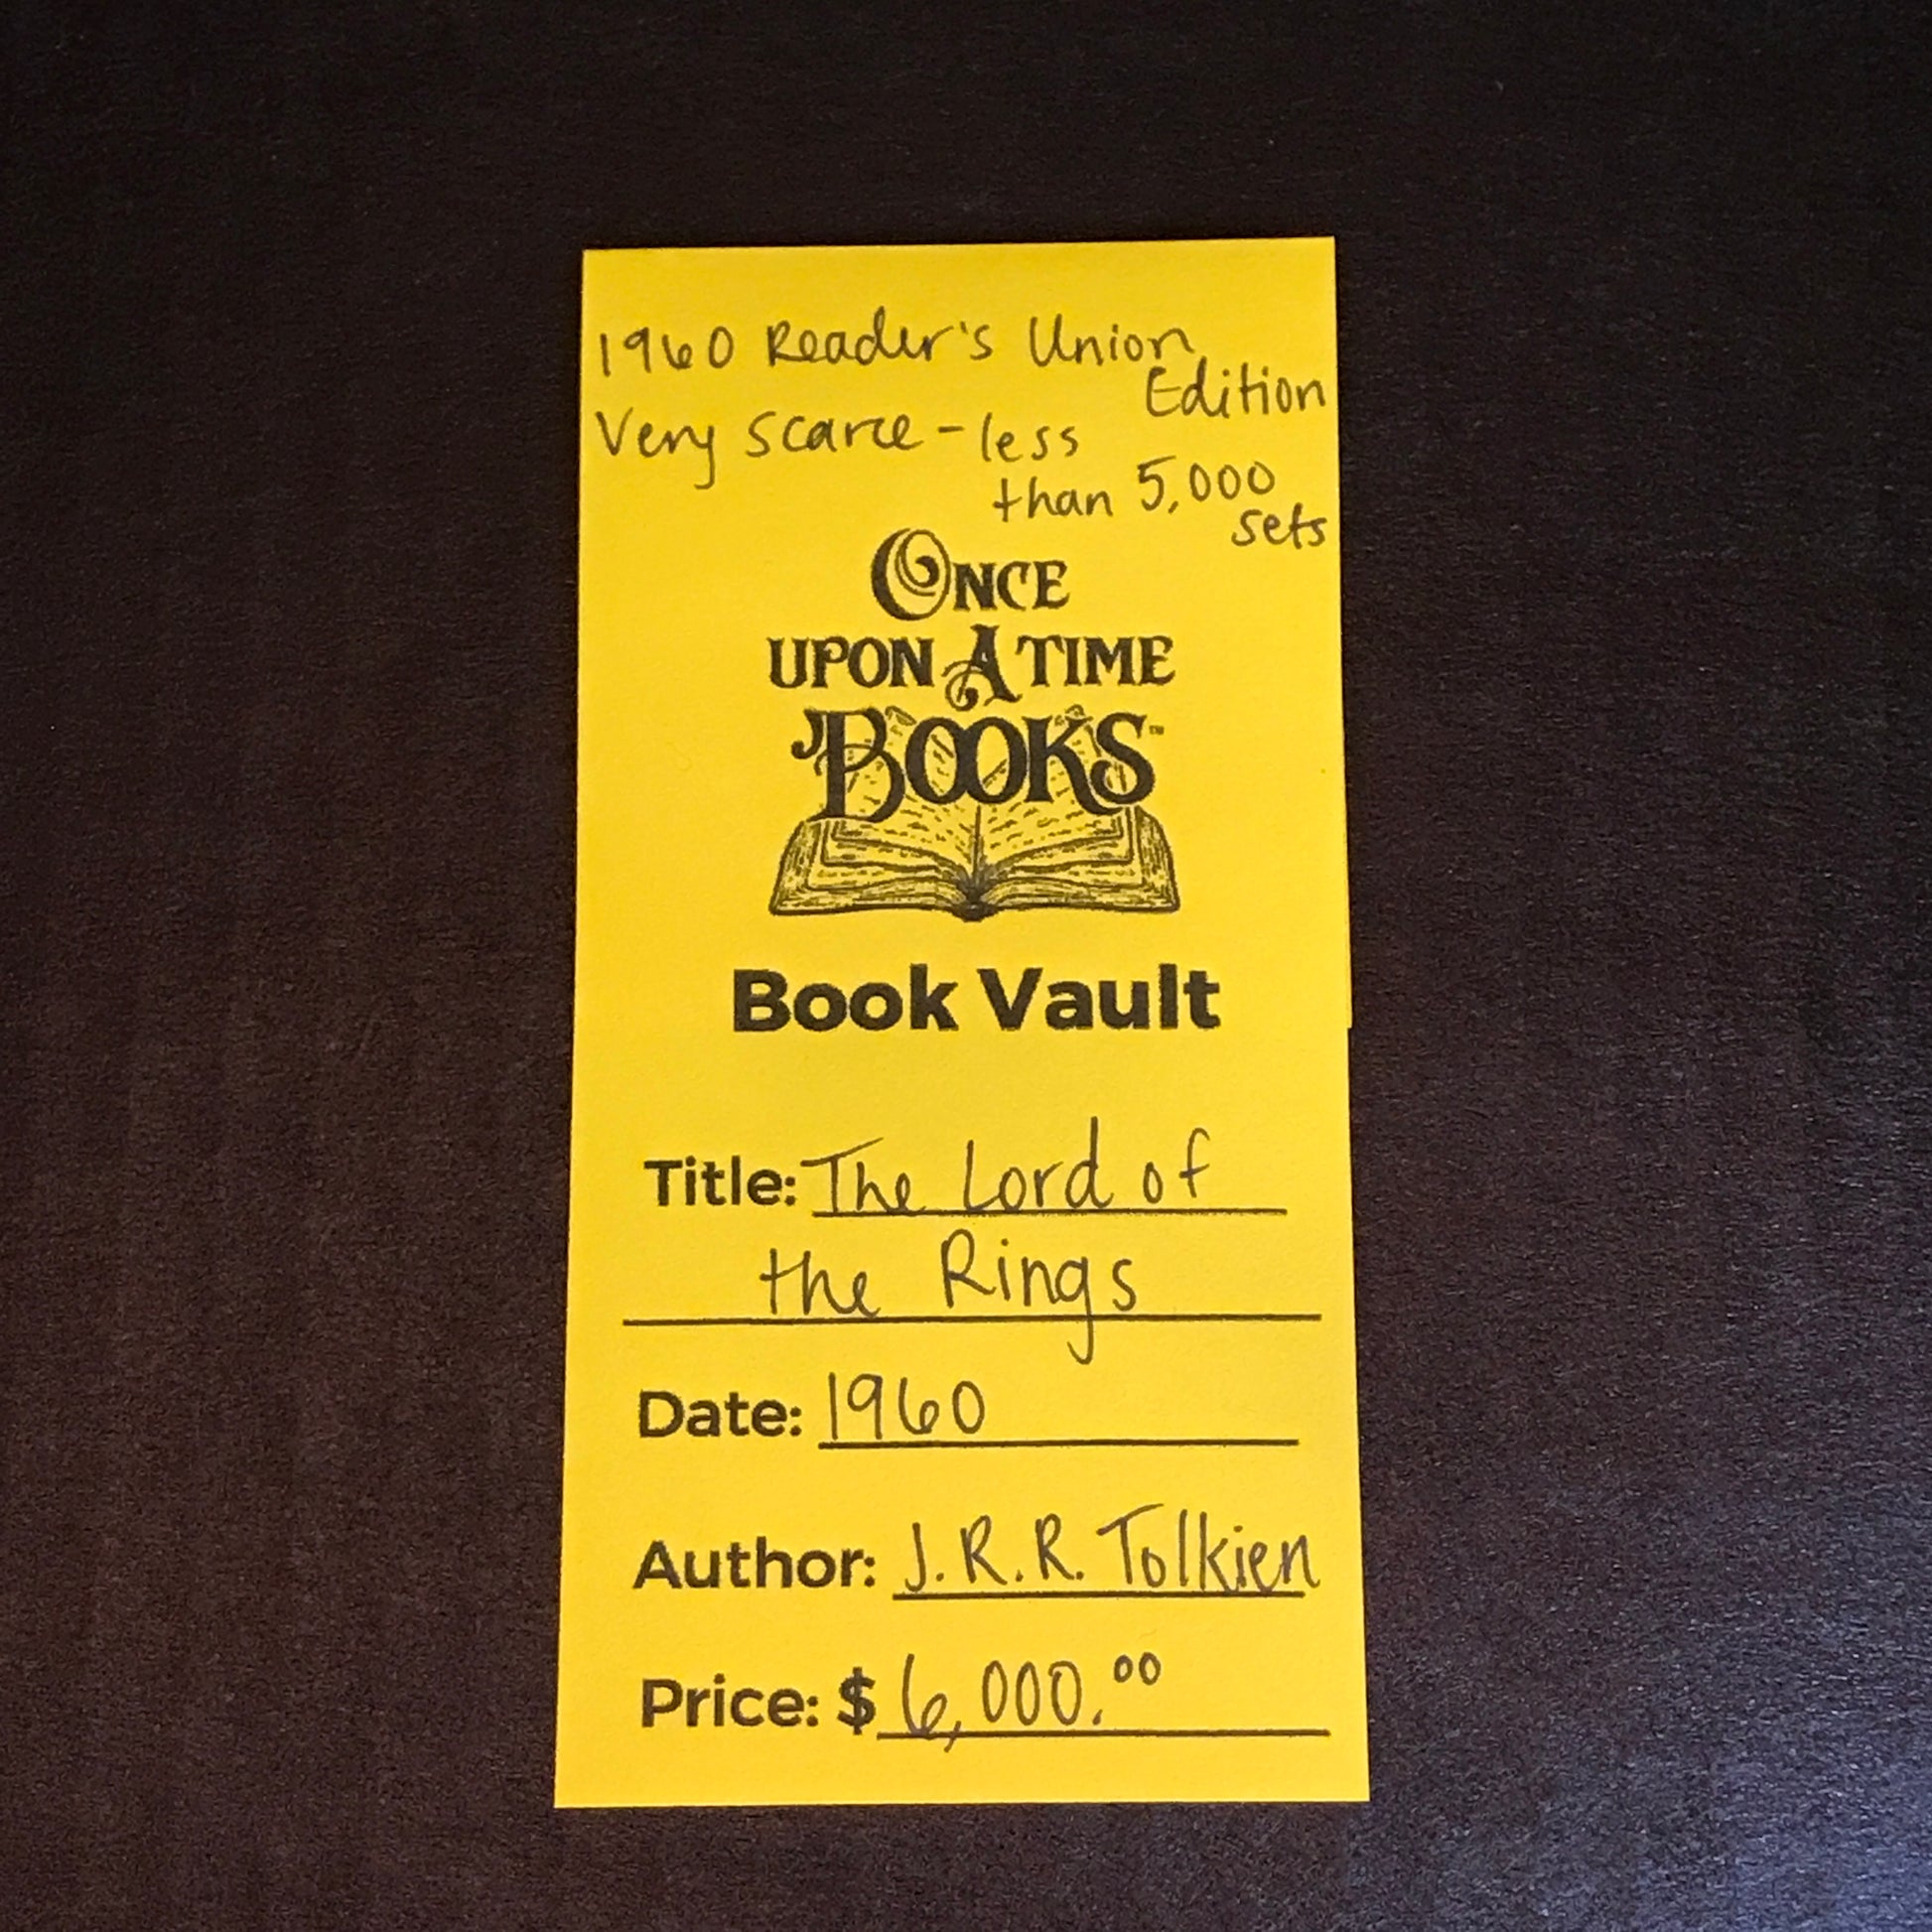 1960 Reader's Union
Edition
Very scarce - less
than 5,000
sets
ONCE
UPON A TIME
BOOKS™
Book Vault
Title: The Lord of
the Rings
Date: 1960
Author: J.R.R. Tolkien
Price: $6,000.00